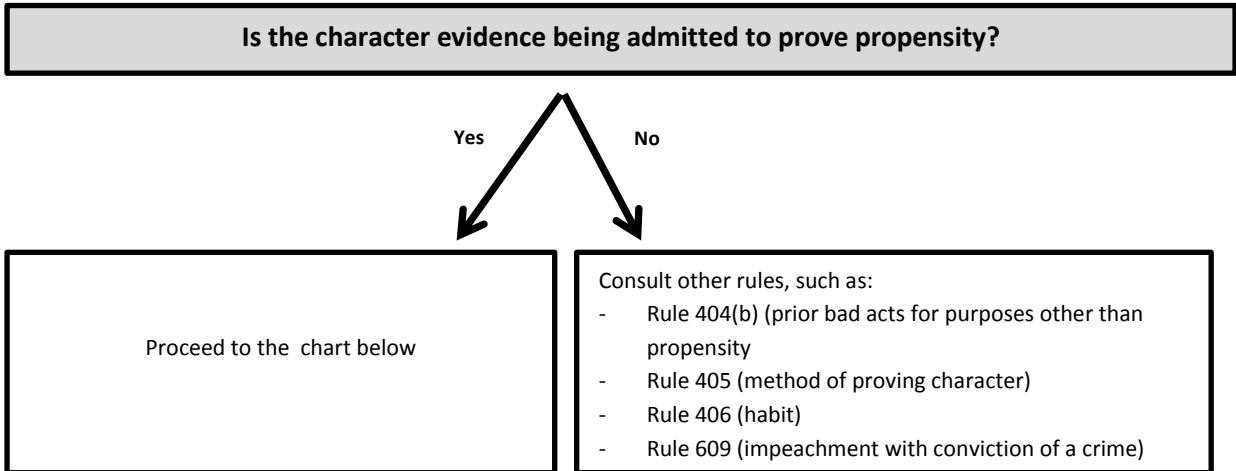 Is the character evidence being admitted to prove propensity?
Yes
No
Proceed to the  chart below
Consult other rules, such as:
- Rule 404(b) (prior bad acts for purposes other than
propensity
- Rule 405 (method of proving character)
- Rule 406 (habit)
- Rule 609 (impeachment with conviction of a crime)